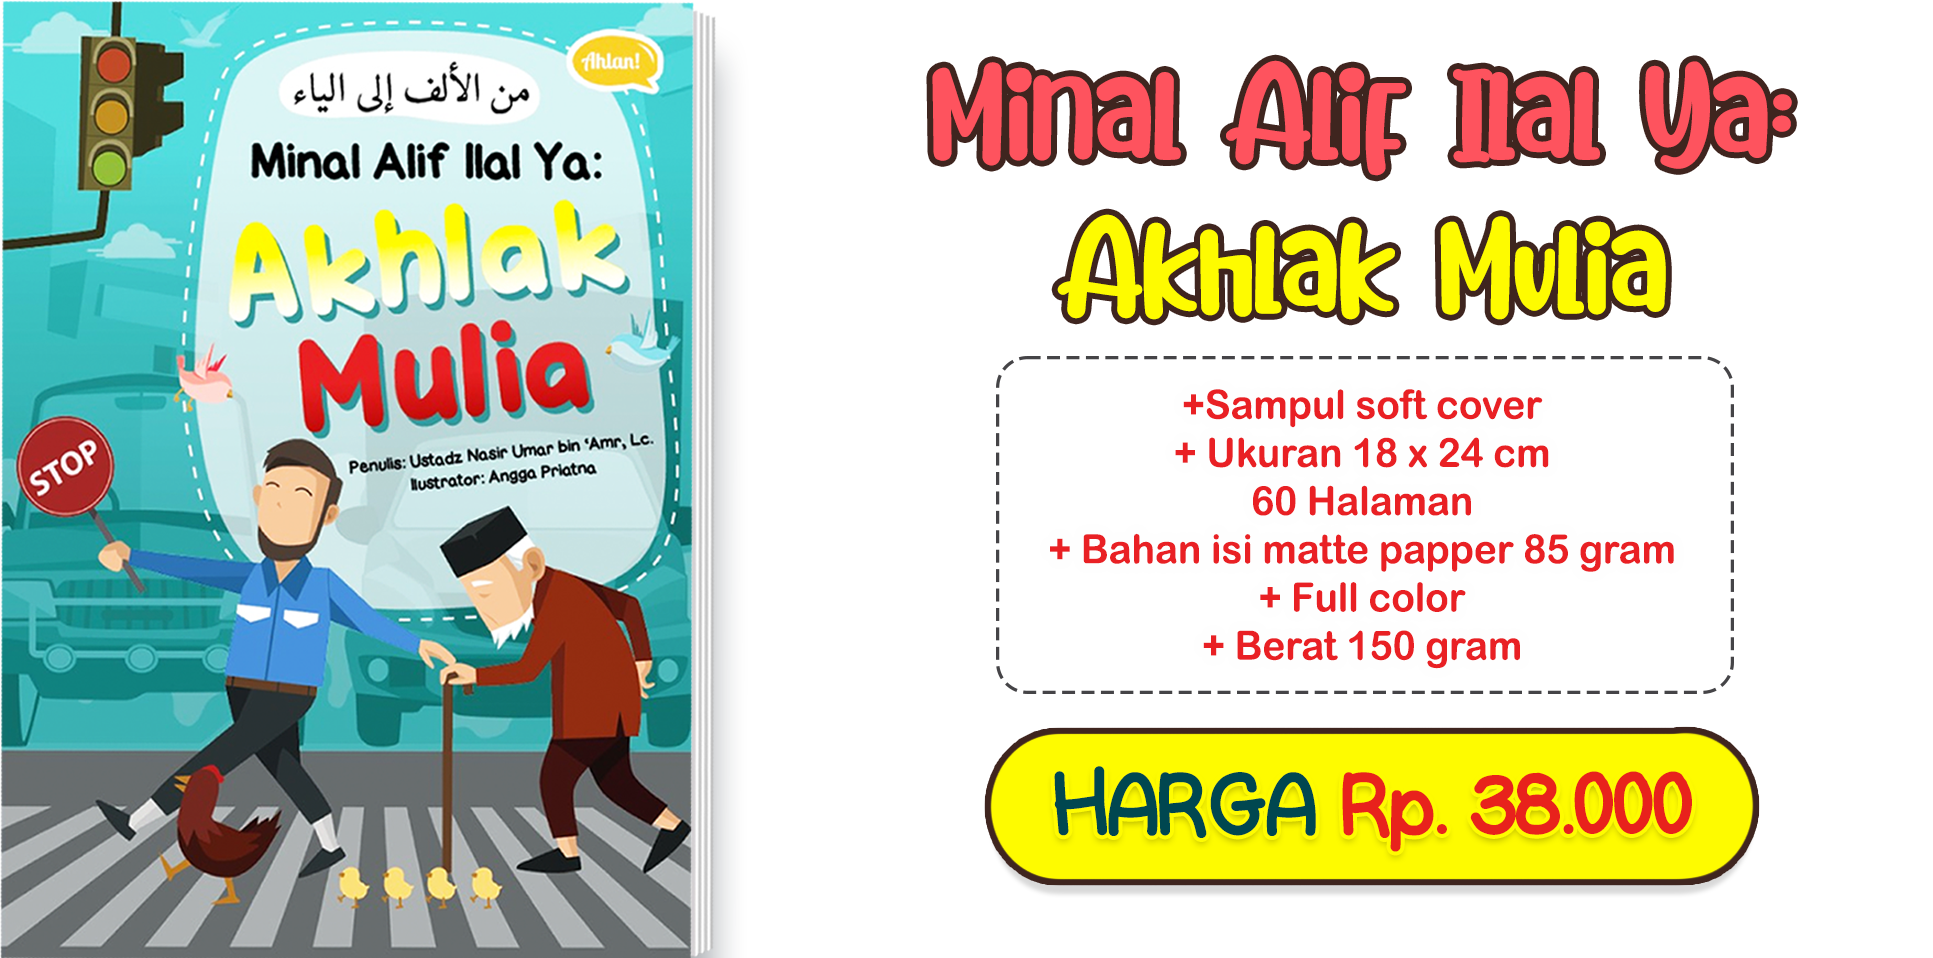 Ahlan!
من الألف إلى الياء
Minal Alif Ilal Ya:
Akhlak
Mulia
Penulis: Ustadz Nasir Umar bin ‘Amr, Lc.
Ilustrator: Angga Priatna
STOP
Minal Alif Ilal Ya:
Akhlak Mulia
+Sampul soft cover
+ Ukuran 18 x 24 cm
60 Halaman
+ Bahan isi matte papper 85 gram
+ Full color
+ Berat 150 gram
HARGA Rp. 38.000